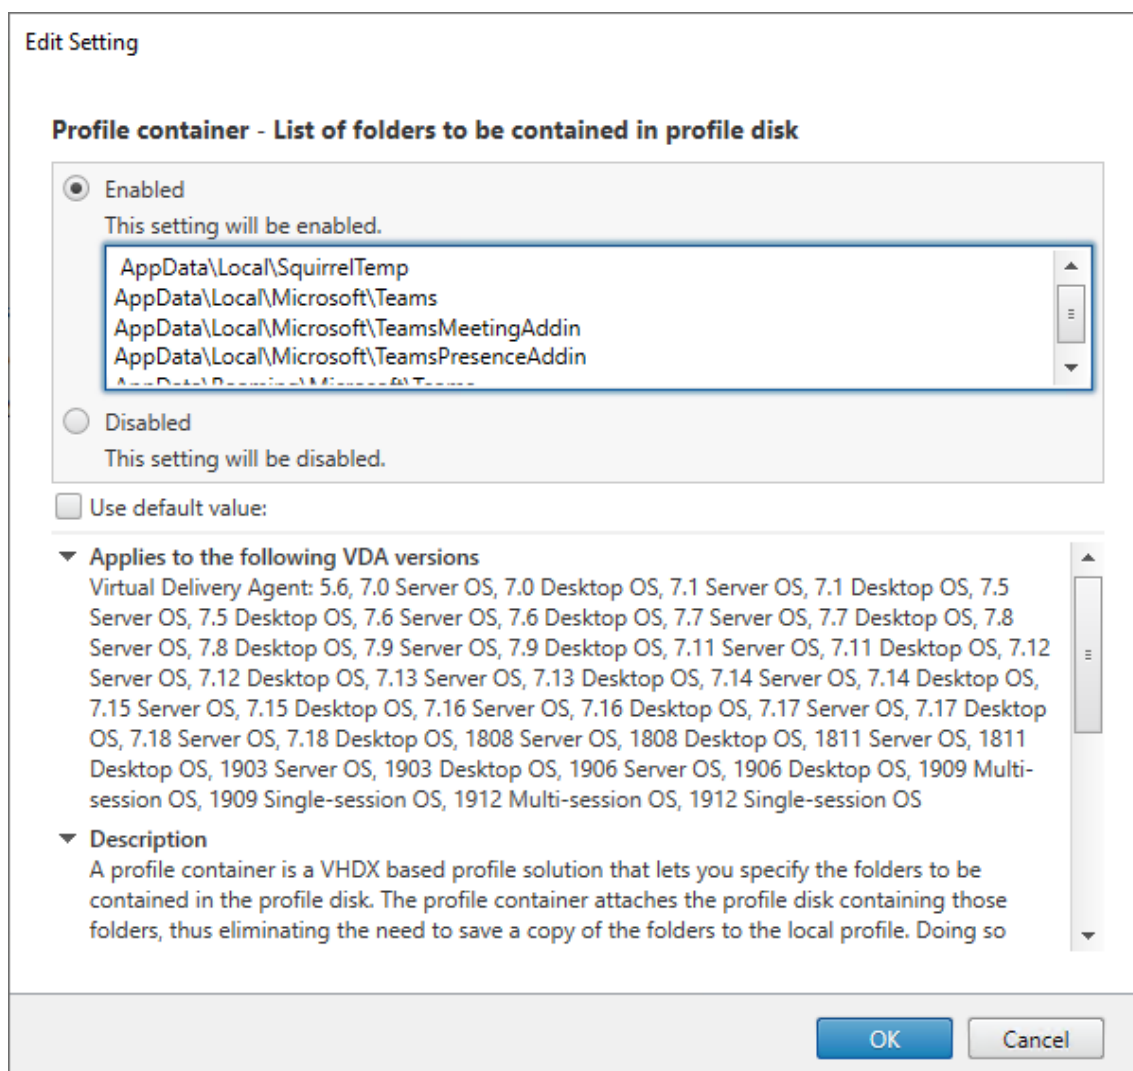 Edit Setting
Profile container - List of folders to be contained in profile disk
Enabled
This setting will be enabled.
AppData\Local\SquirrelTemp
AppData\Local\Microsoft\Teams
AppData\Local\Microsoft\TeamsMeetingAddin
AppData\Local\Microsoft\TeamsPresenceAddin
AppData\Roaming\Microsoft\Teams
Disabled
This setting will be disabled.
Use default value:
Applies to the following VDA versions
Virtual Delivery Agent: 5.6, 7.0 Server OS, 7.0 Desktop OS, 7.1 Server OS, 7.1 Desktop OS, 7.5
Server OS, 7.5 Desktop OS, 7.6 Server OS, 7.6 Desktop OS, 7.7 Server OS, 7.7 Desktop OS, 7.8
Server OS, 7.8 Desktop OS, 7.9 Server OS, 7.9 Desktop OS, 7.11 Server OS, 7.11 Desktop OS, 7.12
Server OS, 7.12 Desktop OS, 7.13 Server OS, 7.13 Desktop OS, 7.14 Server OS, 7.14 Desktop OS,
7.15 Server OS, 7.15 Desktop OS, 7.16 Server OS, 7.16 Desktop OS, 7.17 Server OS, 7.17 Desktop
OS, 7.18 Server OS, 7.18 Desktop OS, 1808 Server OS, 1808 Desktop OS, 1811 Server OS, 1811
Desktop OS, 1903 Server OS, 1903 Desktop OS, 1906 Server OS, 1906 Desktop OS, 1909 Multi-
session OS, 1909 Single-session OS, 1912 Multi-session OS, 1912 Single-session OS
Description
A profile container is a VHDX based profile solution that lets you specify the folders to be
contained in the profile disk. The profile container attaches the profile disk containing those
folders, thus eliminating the need to save a copy of the folders to the local profile. Doing so
OK
Cancel